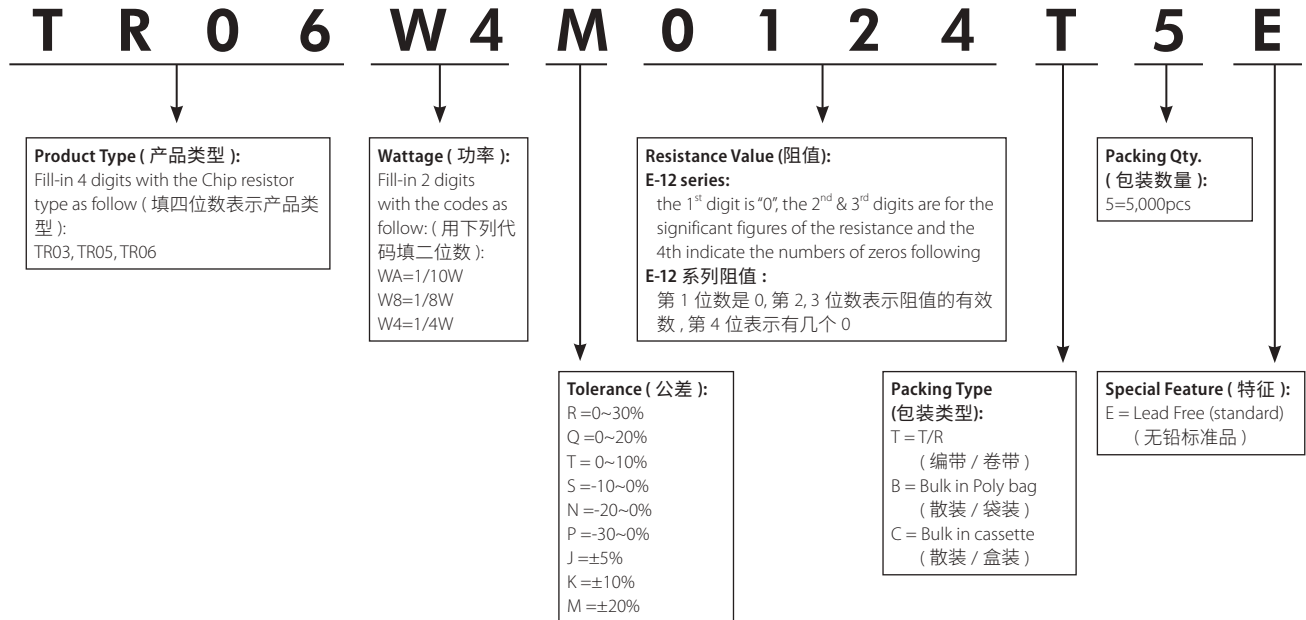 T R 0 6 W 4 M 0 1 2 4 T 5 E
Product Type ( 产品类型 ):
Fill-in 4 digits with the Chip resistor
type as follow ( 填四位数表示产品类
型 ):
TR03, TR05, TR06
Wattage ( 功率 ):
Fill-in 2 digits
with the codes as
follow: ( 用下列代
码填二位数 ):
WA=1/10W
W8=1/8W
W4=1/4W
Resistance Value (阻值):
E-12 series:
the 1st digit is “0”, the 2nd & 3rd digits are for the
significant figures of the resistance and the
4th indicate the numbers of zeros following
E-12 系列阻值 :
第 1 位数是 0, 第 2, 3 位数表示阻值的有效
数 , 第 4 位表示有几个 0
Packing Qty.
( 包装数量 ):
5=5,000pcs
Tolerance ( 公差 ):
R =0~30%
Q =0~20%
T = 0~10%
S =-10~0%
N =-20~0%
P =-30~0%
J =±5%
K =±10%
M =±20%
Packing Type
(包装类型):
T = T/R
( 编带 / 卷带 )
B = Bulk in Poly bag
( 散装 / 袋装 )
C = Bulk in cassette
( 散装 / 盒装 )
Special Feature ( 特征 ):
E = Lead Free (standard)
( 无铅标准品 )